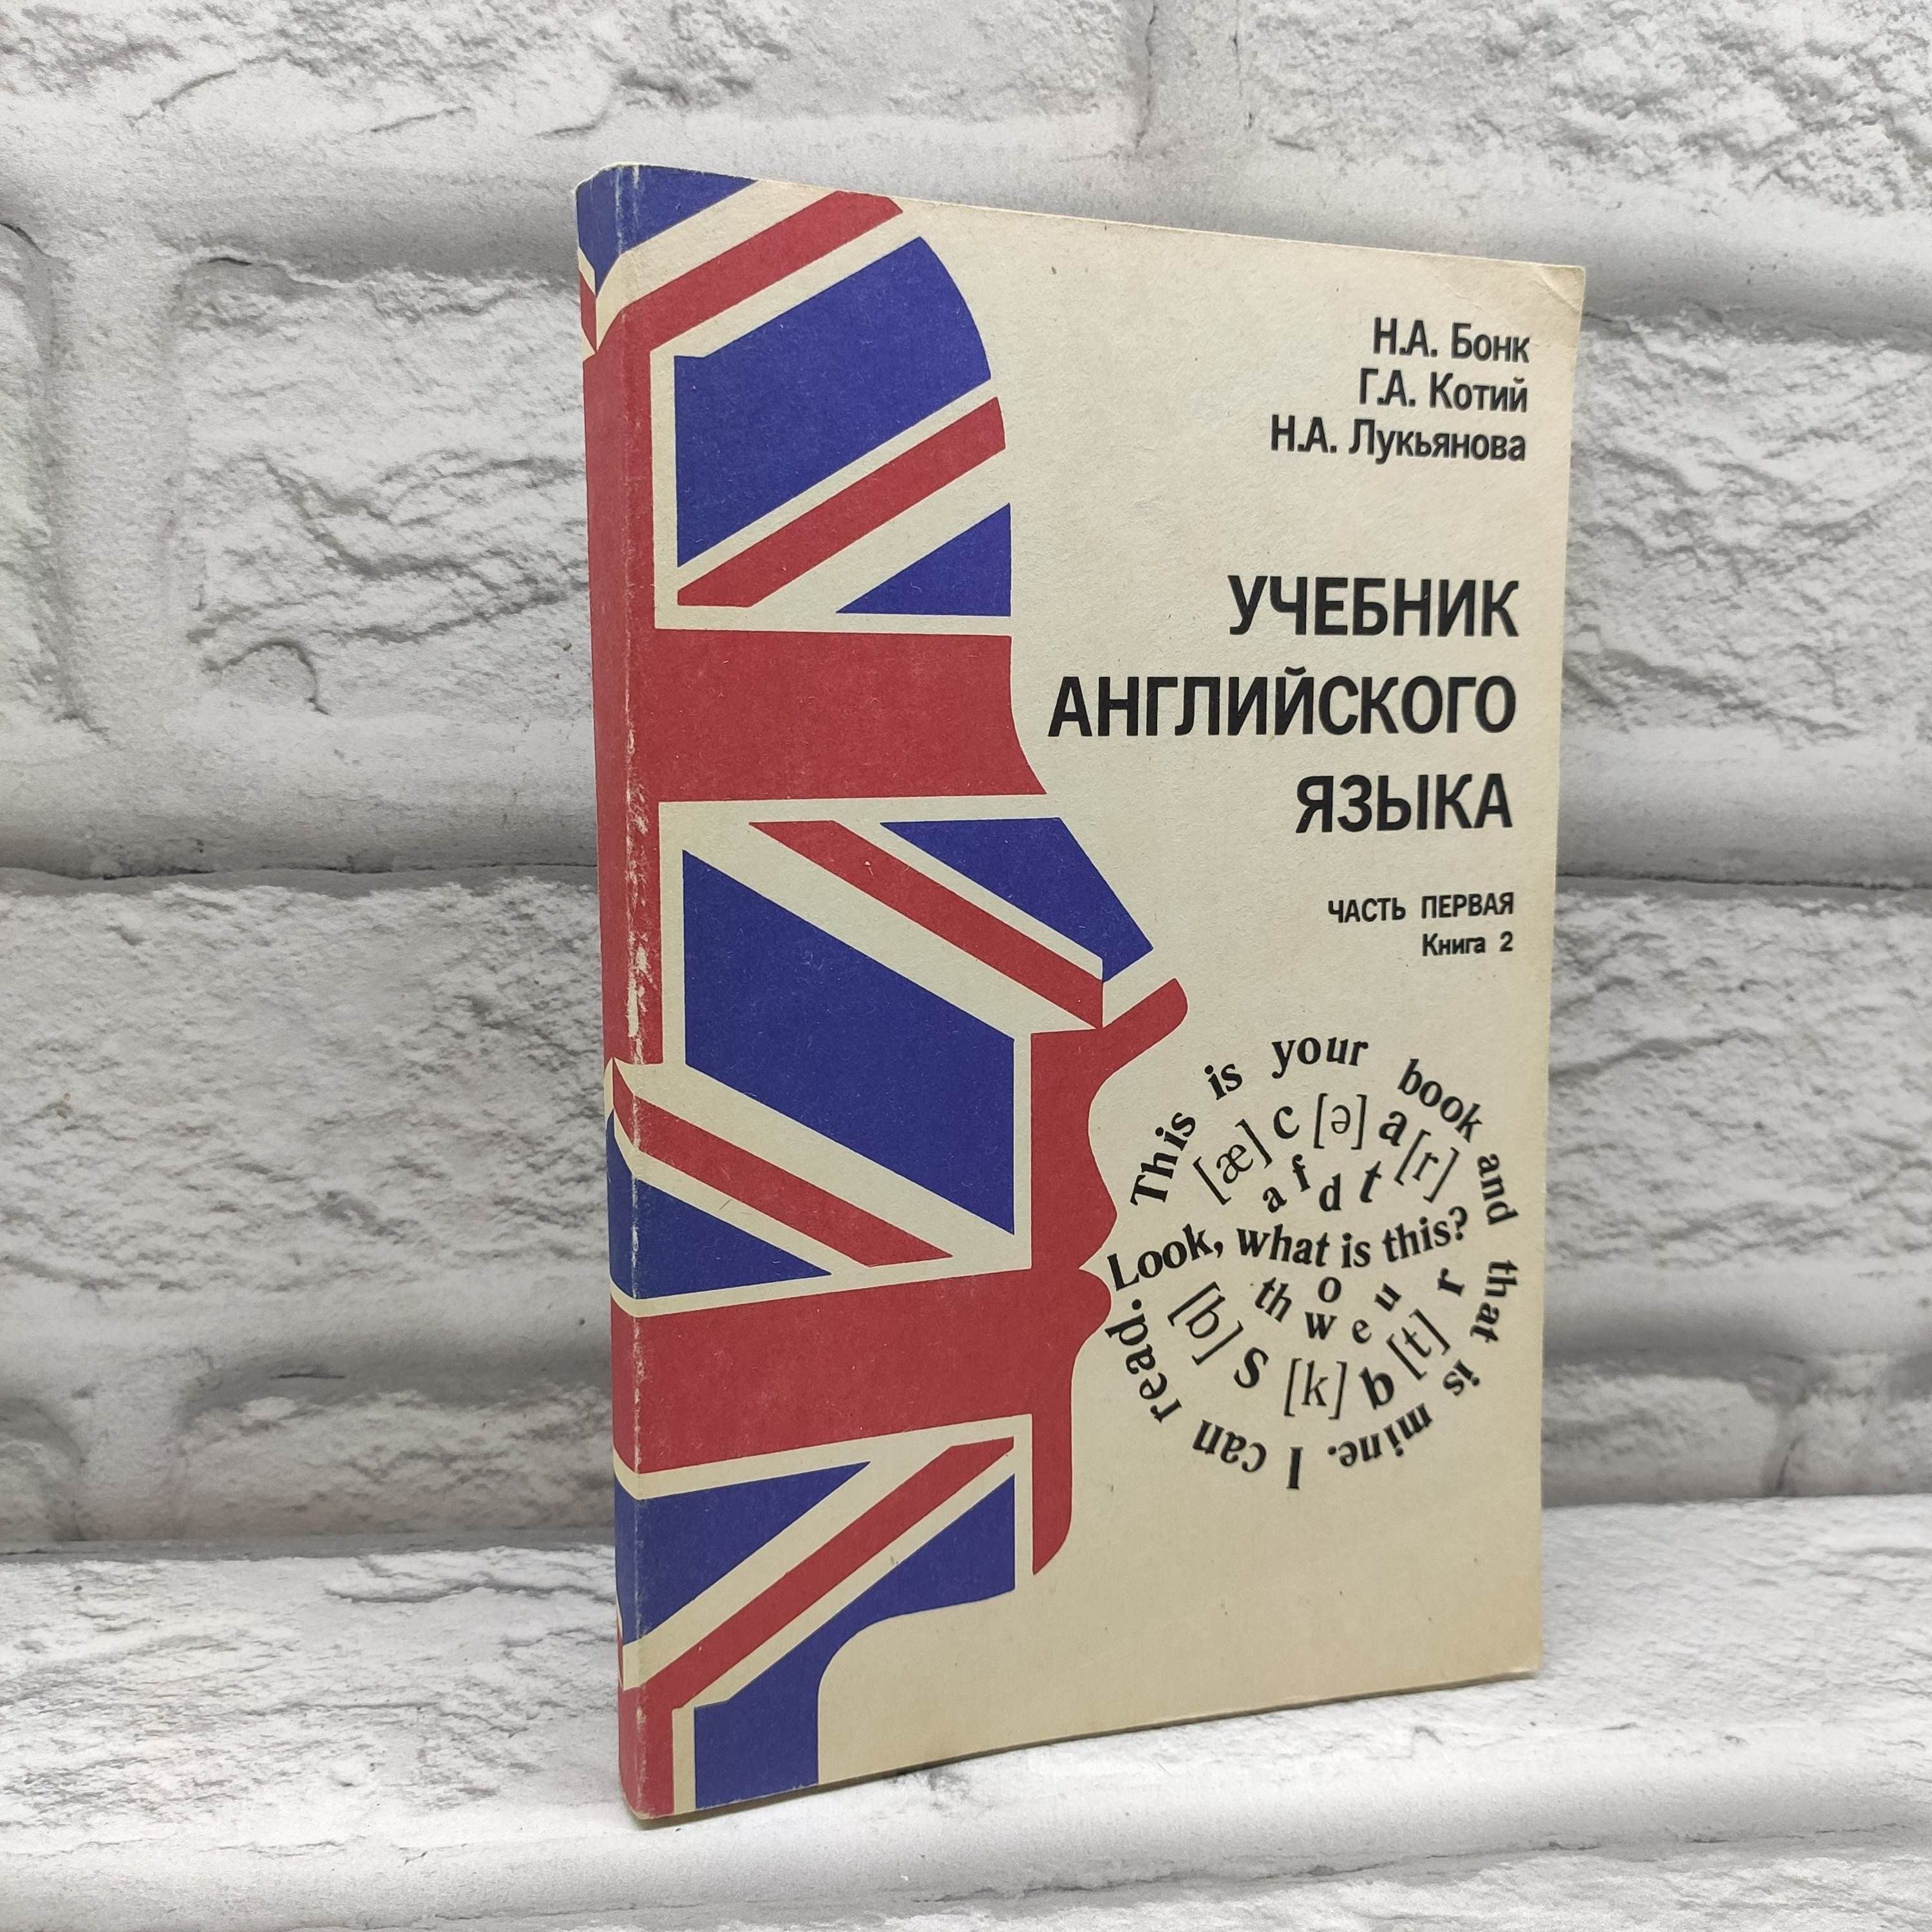 Н.А. Бонк
Г.А. Котий
Н.А. Лукьянова
УЧЕБНИК
АНГЛИЙСКОГО
ЯЗЫКА
ЧАСТЬ ПЕРВАЯ
Книга 2
This is your book and that is mine. I can read.
[æ] c [ə] a [r]
a f d t
Look, what is this?
th o u r
w e
[b] s [k] b [t]